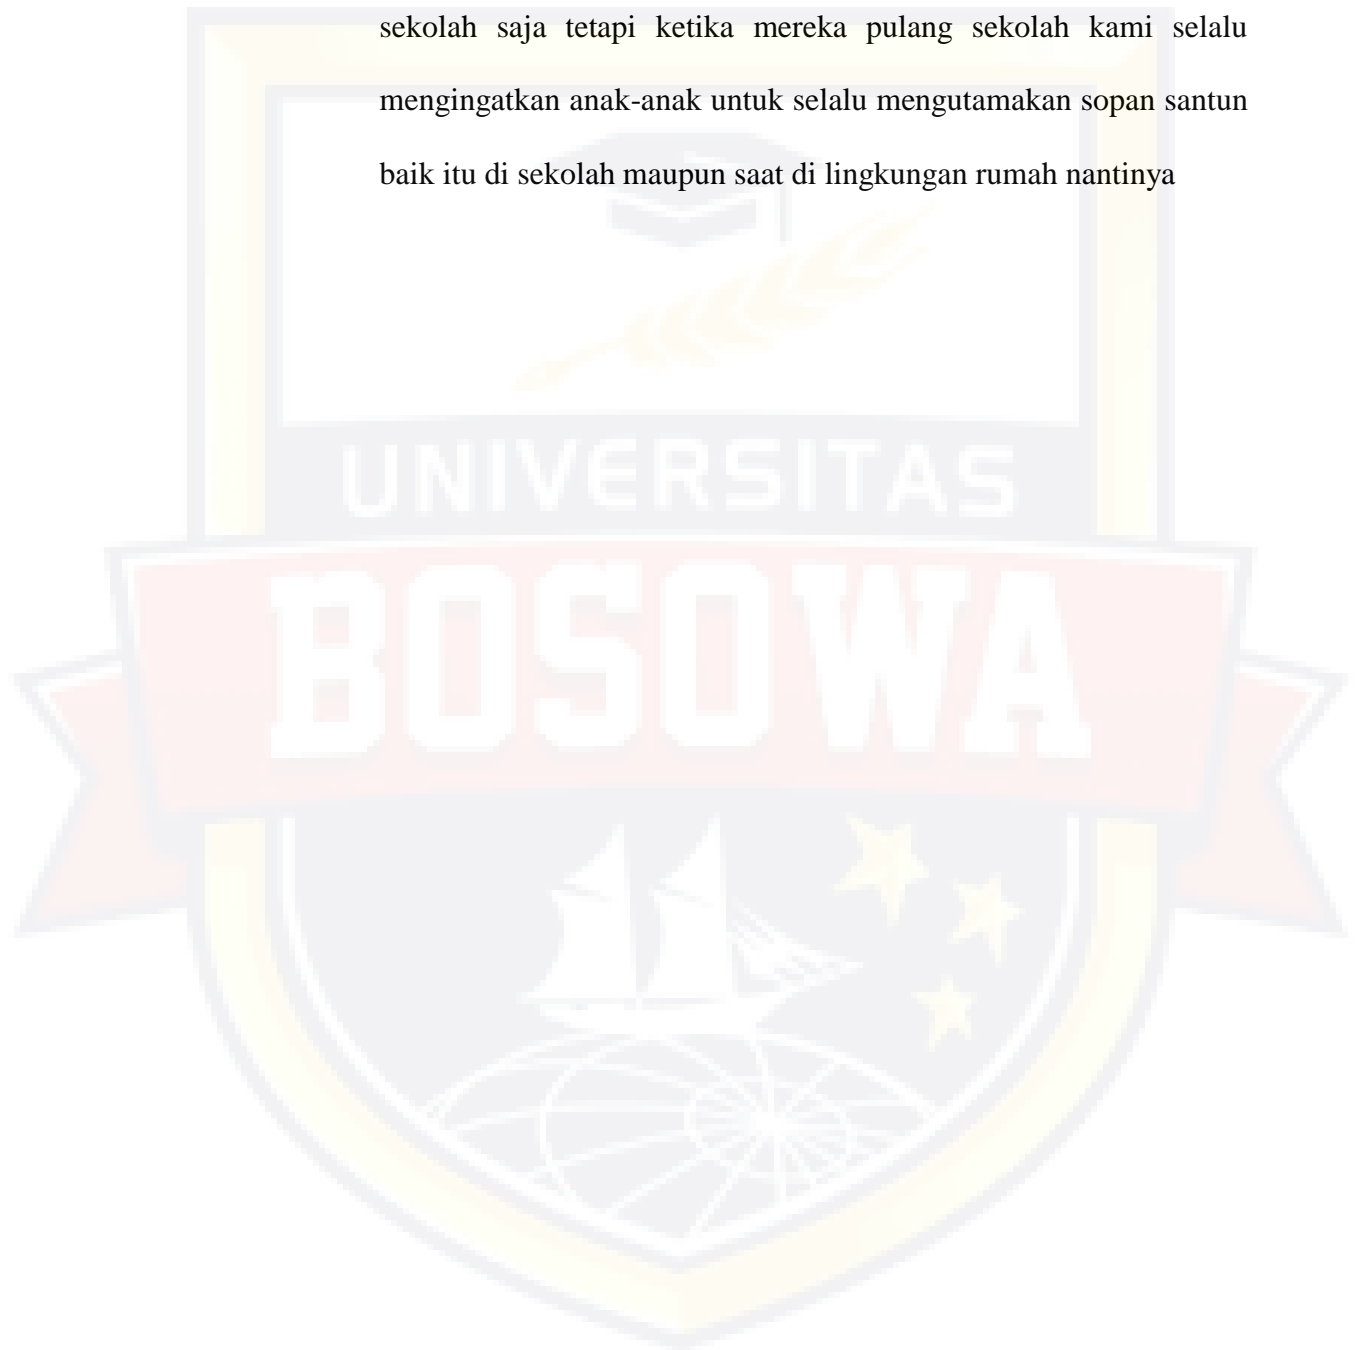 sekolah saja tetapi ketika mereka pulang sekolah kami selalu
mengingatkan anak-anak untuk selalu mengutamakan sopan santun
baik itu di sekolah maupun saat di lingkungan rumah nantinya
UNIVERSITAS
BOSOWA